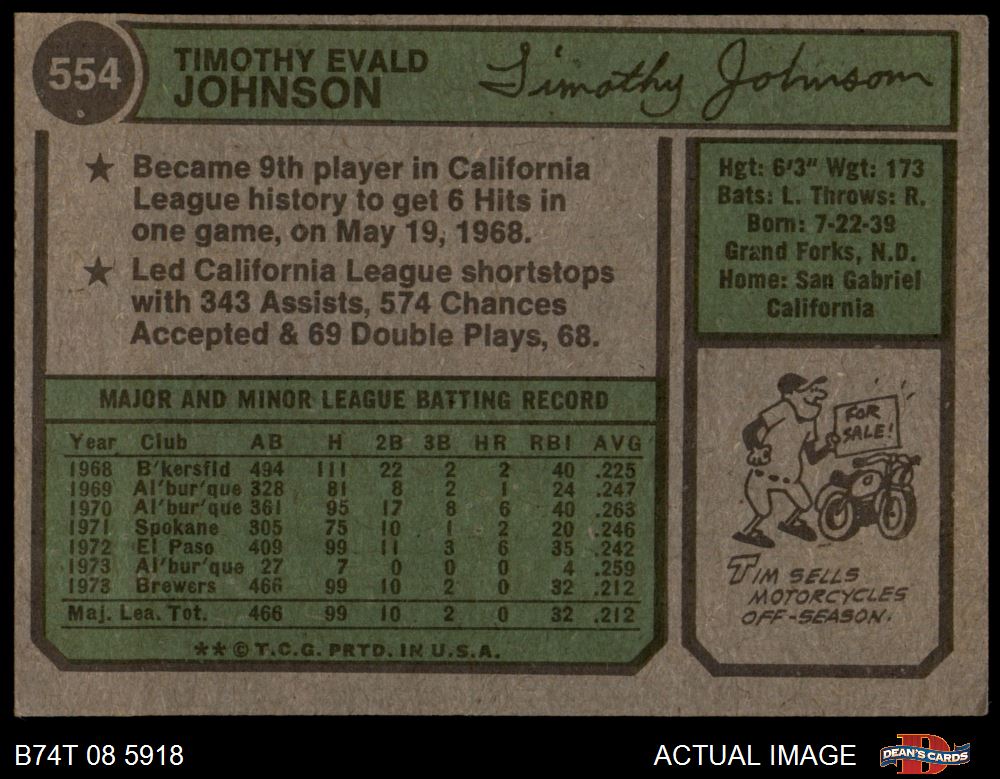 554
TIMOTHY EVALD
JOHNSON
Timothy Johnson
★ Became 9th player in California
League history to get 6 Hits in
one game, on May 19, 1968.
★ Led California League shortstops
with 343 Assists, 574 Chances
Accepted & 69 Double Plays, 68.
Hgt: 6'3" Wgt: 173
Bats: L. Throws: R.
Born: 7-22-39
Grand Forks, N.D.
Home: San Gabriel
California
MAJOR AND MINOR LEAGUE BATTING RECORD
Year Club AB H 2B 3B HR RBI AVG
1968 B'kersfld 494 111 22 2 2 40 .225
1969 Al'bur'que 328 81 8 2 1 24 .247
1970 Al'bur'que 361 95 17 8 6 40 .263
1971 Spokane 305 75 10 1 2 20 .246
1972 El Paso 409 99 11 3 6 35 .242
1973 Al'bur'que 27 7 0 0 0 4 .259
1973 Brewers 466 99 10 2 0 32 .212
Maj. Lea. Tot. 466 99 10 2 0 32 .212
**© T.C.G. PRTD. IN U.S.A.
FOR
SALE!
TIM SELLS
MOTORCYCLES
OFF-SEASON.
B74T 08 5918
ACTUAL IMAGE
DEAN'S CARDS